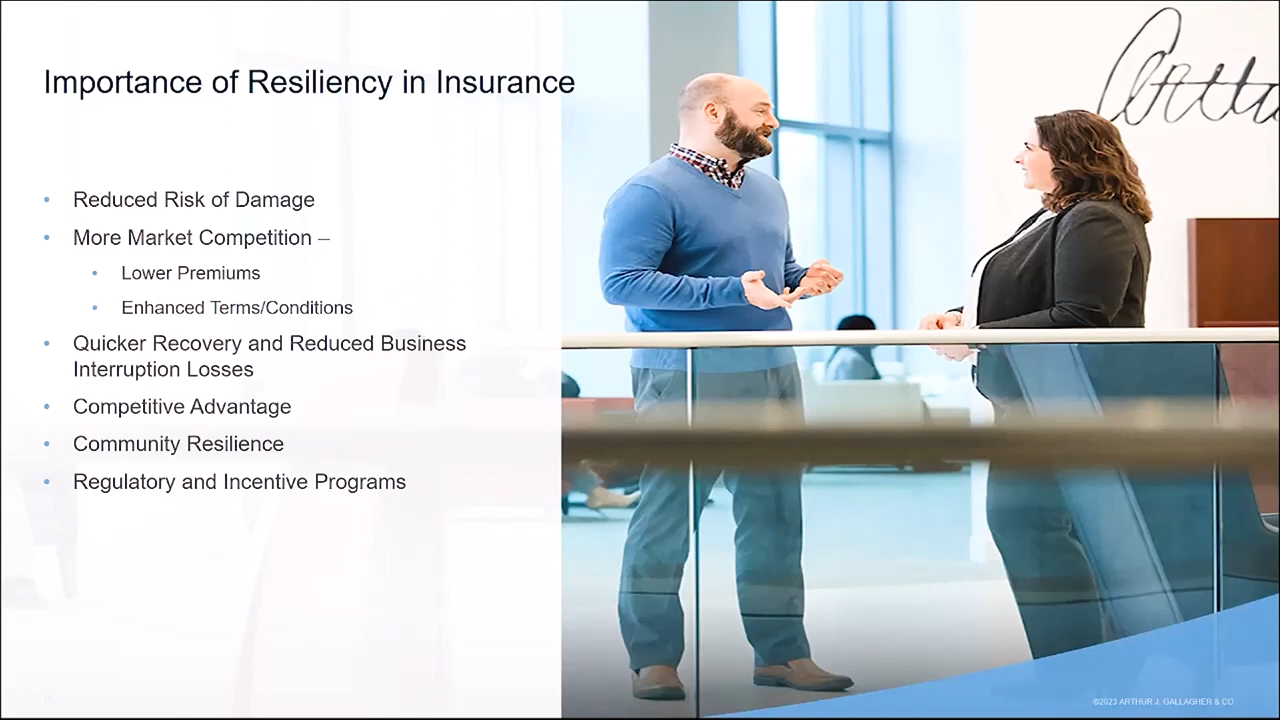 Importance of Resiliency in Insurance
• Reduced Risk of Damage
• More Market Competition –
• Lower Premiums
• Enhanced Terms/Conditions
• Quicker Recovery and Reduced Business
Interruption Losses
• Competitive Advantage
• Community Resilience
• Regulatory and Incentive Programs
©2023 ARTHUR J. GALLAGHER & CO.